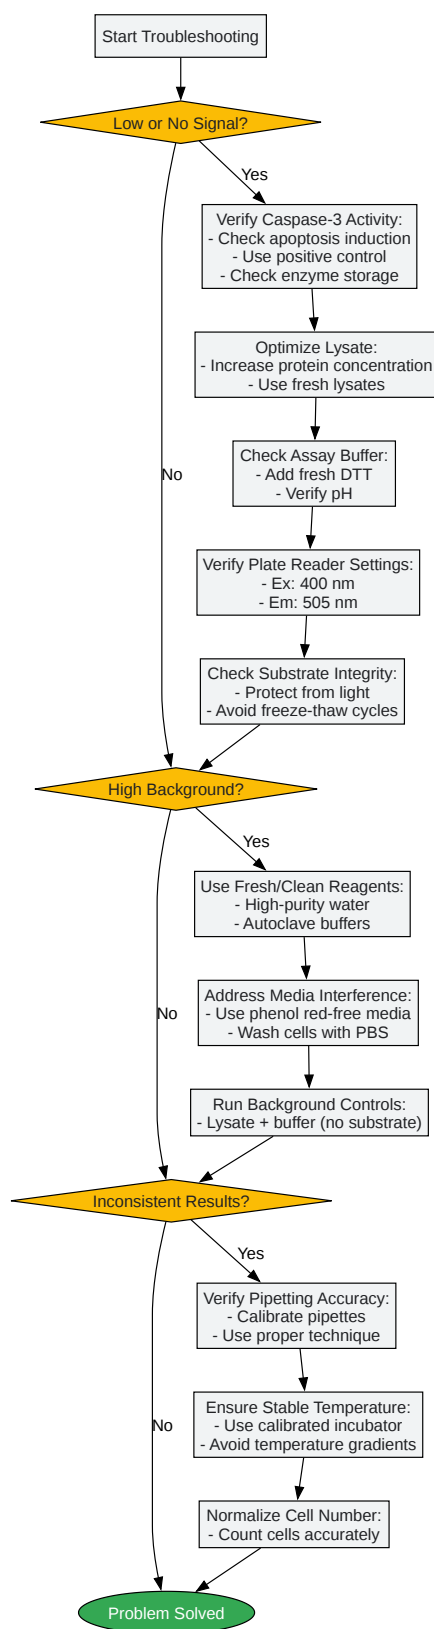 Start Troubleshooting
Low or No Signal?
Yes
Verify Caspase-3 Activity:
- Check apoptosis induction
- Use positive control
- Check enzyme storage
Optimize Lysate:
- Increase protein concentration
- Use fresh lysates
Check Assay Buffer:
- Add fresh DTT
- Verify pH
No
Verify Plate Reader Settings:
- Ex: 400 nm
- Em: 505 nm
Check Substrate Integrity:
- Protect from light
- Avoid freeze-thaw cycles
High Background?
Yes
Use Fresh/Clean Reagents:
- High-purity water
- Autoclave buffers
Address Media Interference:
- Use phenol red-free media
- Wash cells with PBS
No
Run Background Controls:
- Lysate + buffer (no substrate)
Inconsistent Results?
Yes
Verify Pipetting Accuracy:
- Calibrate pipettes
- Use proper technique
Ensure Stable Temperature:
- Use calibrated incubator
- Avoid temperature gradients
No
Normalize Cell Number:
- Count cells accurately
Problem Solved